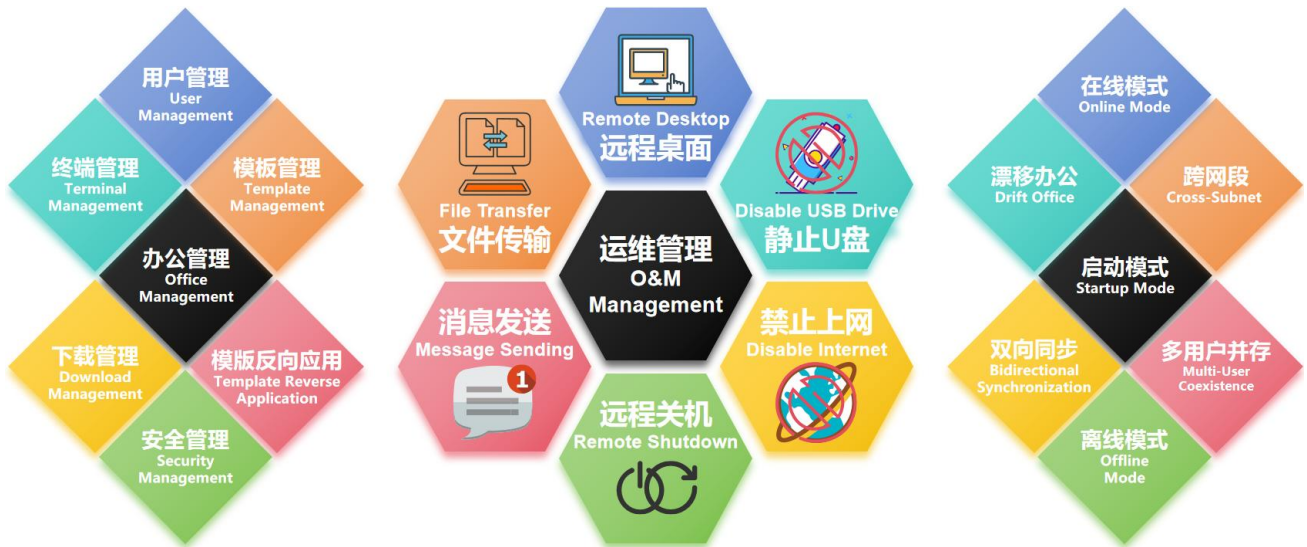 用户管理
User
Management
终端管理
Terminal
Management
模板管理
Template
Management
办公管理
Office
Management
下载管理
Download
Management
模版反向应用
Template Reverse
Application
安全管理
Security
Management
Remote Desktop
远程桌面
File Transfer
文件传输
Disable USB Drive
静止U盘
运维管理
O&M
Management
消息发送
Message Sending
1
禁止上网
Disable Internet
远程关机
Remote Shutdown
在线模式
Online Mode
漂移办公
Drift Office
跨网段
Cross-Subnet
启动模式
Startup Mode
双向同步
Bidirectional
Synchronization
多用户并存
Multi-User
Coexistence
离线模式
Offline
Mode